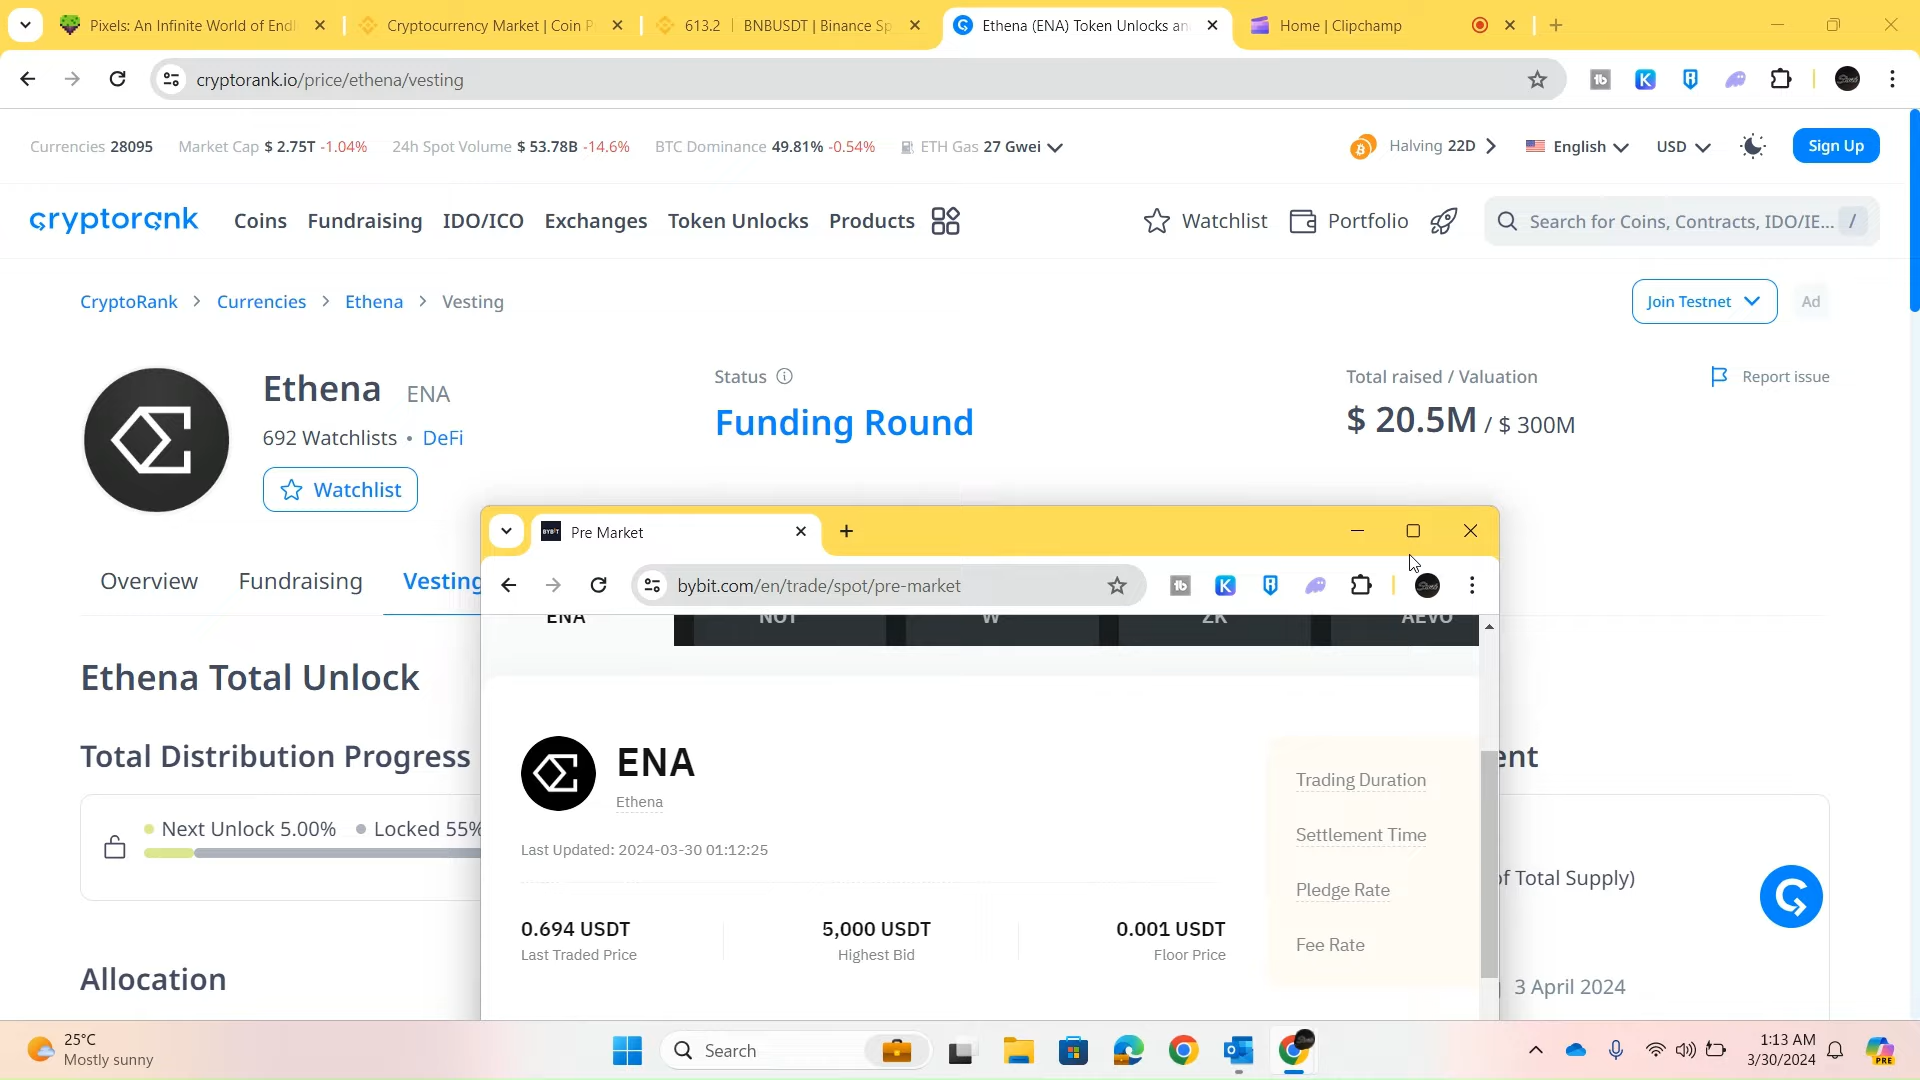 Pixels: An Infinite World of Endl
Cryptocurrency Market | Coin P
613.2 | BNBUSDT | Binance Sp
Ethena (ENA) Token Unlocks an
Home | Clipchamp
cryptorank.io/price/ethena/vesting
Currencies 28095 Market Cap $ 2.75T -1.04% 24h Spot Volume $ 53.78B -14.6% BTC Dominance 49.81% -0.54% ETH Gas 27 Gwei
Halving 22D English USD Sign Up
cryptorank Coins Fundraising IDO/ICO Exchanges Token Unlocks Products
Watchlist Portfolio Search for Coins, Contracts, IDO/IE... /
CryptoRank > Currencies > Ethena > Vesting
Join Testnet Ad
Ethena ENA
692 Watchlists • DeFi
Watchlist
Status
Funding Round
Total raised / Valuation
$ 20.5M / $ 300M
Report issue
Overview Fundraising Vesting
Ethena Total Unlock
Total Distribution Progress
Next Unlock 5.00% Locked 55%
Allocation
ent
of Total Supply)
3 April 2024
Pre Market
bybit.com/en/trade/spot/pre-market
ENA NOT W ZK AEVO
ENA
Ethena
Last Updated: 2024-03-30 01:12:25
0.694 USDT
Last Traded Price
5,000 USDT
Highest Bid
0.001 USDT
Floor Price
Trading Duration
Settlement Time
Pledge Rate
Fee Rate
25°C
Mostly sunny
Search
1:13 AM
3/30/2024
PRE